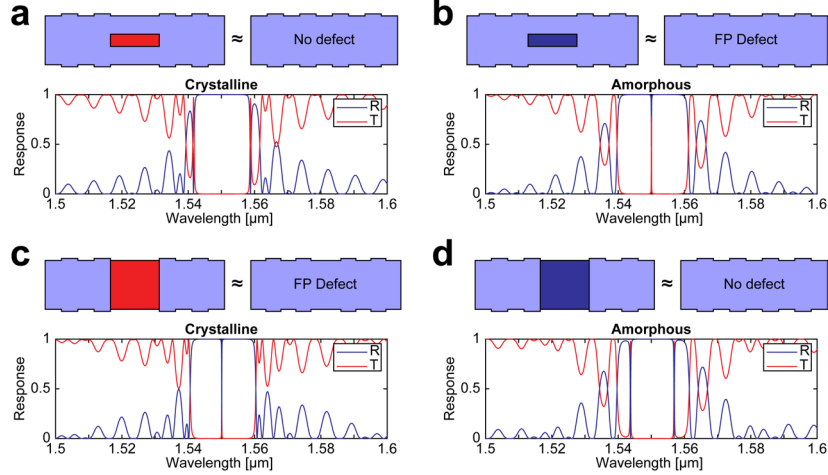 a
≈
No defect
Crystalline
Response
1
0.5
0
R
T
1.5
1.52
1.54
1.56
1.58
1.6
Wavelength [µm]
b
≈
FP Defect
Amorphous
Response
1
0.5
0
R
T
1.5
1.52
1.54
1.56
1.58
1.6
Wavelength [µm]
c
≈
FP Defect
Crystalline
Response
1
0.5
0
R
T
1.5
1.52
1.54
1.56
1.58
1.6
Wavelength [µm]
d
≈
No defect
Amorphous
Response
1
0.5
0
R
T
1.5
1.52
1.54
1.56
1.58
1.6
Wavelength [µm]